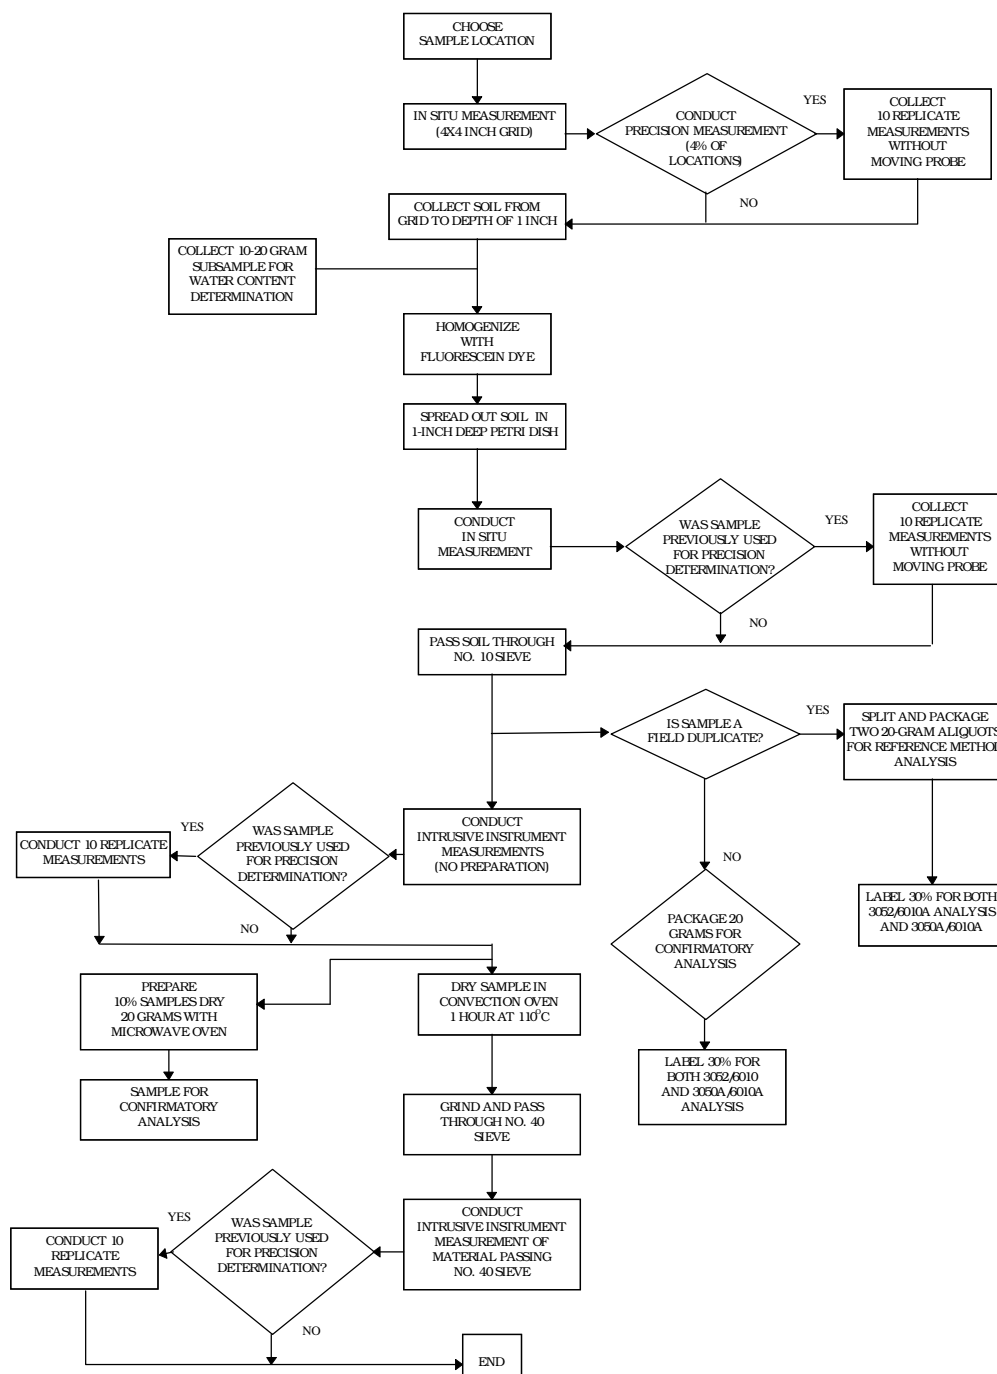 CHOOSE
SAMPLE LOCATION
IN SITU MEASUREMENT
(4X4 INCH GRID)
CONDUCT
PRECISION MEASUREMENT
(4% OF
LOCATIONS)
YES
COLLECT
10 REPLICATE
MEASUREMENTS
WITHOUT
MOVING PROBE
NO
COLLECT SOIL FROM
GRID TO DEPTH OF 1 INCH
COLLECT 10-20 GRAM
SUBSAMPLE FOR
WATER CONTENT
DETERMINATION
HOMOGENIZE
WITH
FLUORESCEIN DYE
SPREAD OUT SOIL IN
1-INCH DEEP PETRI DISH
CONDUCT
IN SITU
MEASUREMENT
WAS SAMPLE
PREVIOUSLY USED
FOR PRECISION
DETERMINATION?
YES
COLLECT
10 REPLICATE
MEASUREMENTS
WITHOUT
MOVING PROBE
NO
PASS SOIL THROUGH
NO. 10 SIEVE
IS SAMPLE A
FIELD DUPLICATE?
YES
SPLIT AND PACKAGE
TWO 20-GRAM ALIQUOTS
FOR REFERENCE METHOD
ANALYSIS
LABEL 30% FOR BOTH
3052/6010A ANALYSIS
AND 3050A/6010A
NO
PACKAGE 20
GRAMS FOR
CONFIRMATORY
ANALYSIS
LABEL 30% FOR
BOTH 3052/6010
AND 3050A/6010A
ANALYSIS
CONDUCT
INTRUSIVE INSTRUMENT
MEASUREMENTS
(NO PREPARATION)
WAS SAMPLE
PREVIOUSLY USED
FOR PRECISION
DETERMINATION?
YES
CONDUCT 10 REPLICATE
MEASUREMENTS
NO
PREPARE
10% SAMPLES DRY
20 GRAMS WITH
MICROWAVE OVEN
SAMPLE FOR
CONFIRMATORY
ANALYSIS
DRY SAMPLE IN
CONVECTION OVEN
1 HOUR AT 110°C
GRIND AND PASS
THROUGH NO. 40
SIEVE
CONDUCT
INTRUSIVE INSTRUMENT
MEASUREMENT OF
MATERIAL PASSING
NO. 40 SIEVE
WAS SAMPLE
PREVIOUSLY USED
FOR PRECISION
DETERMINATION?
YES
CONDUCT 10
REPLICATE
MEASUREMENTS
NO
END